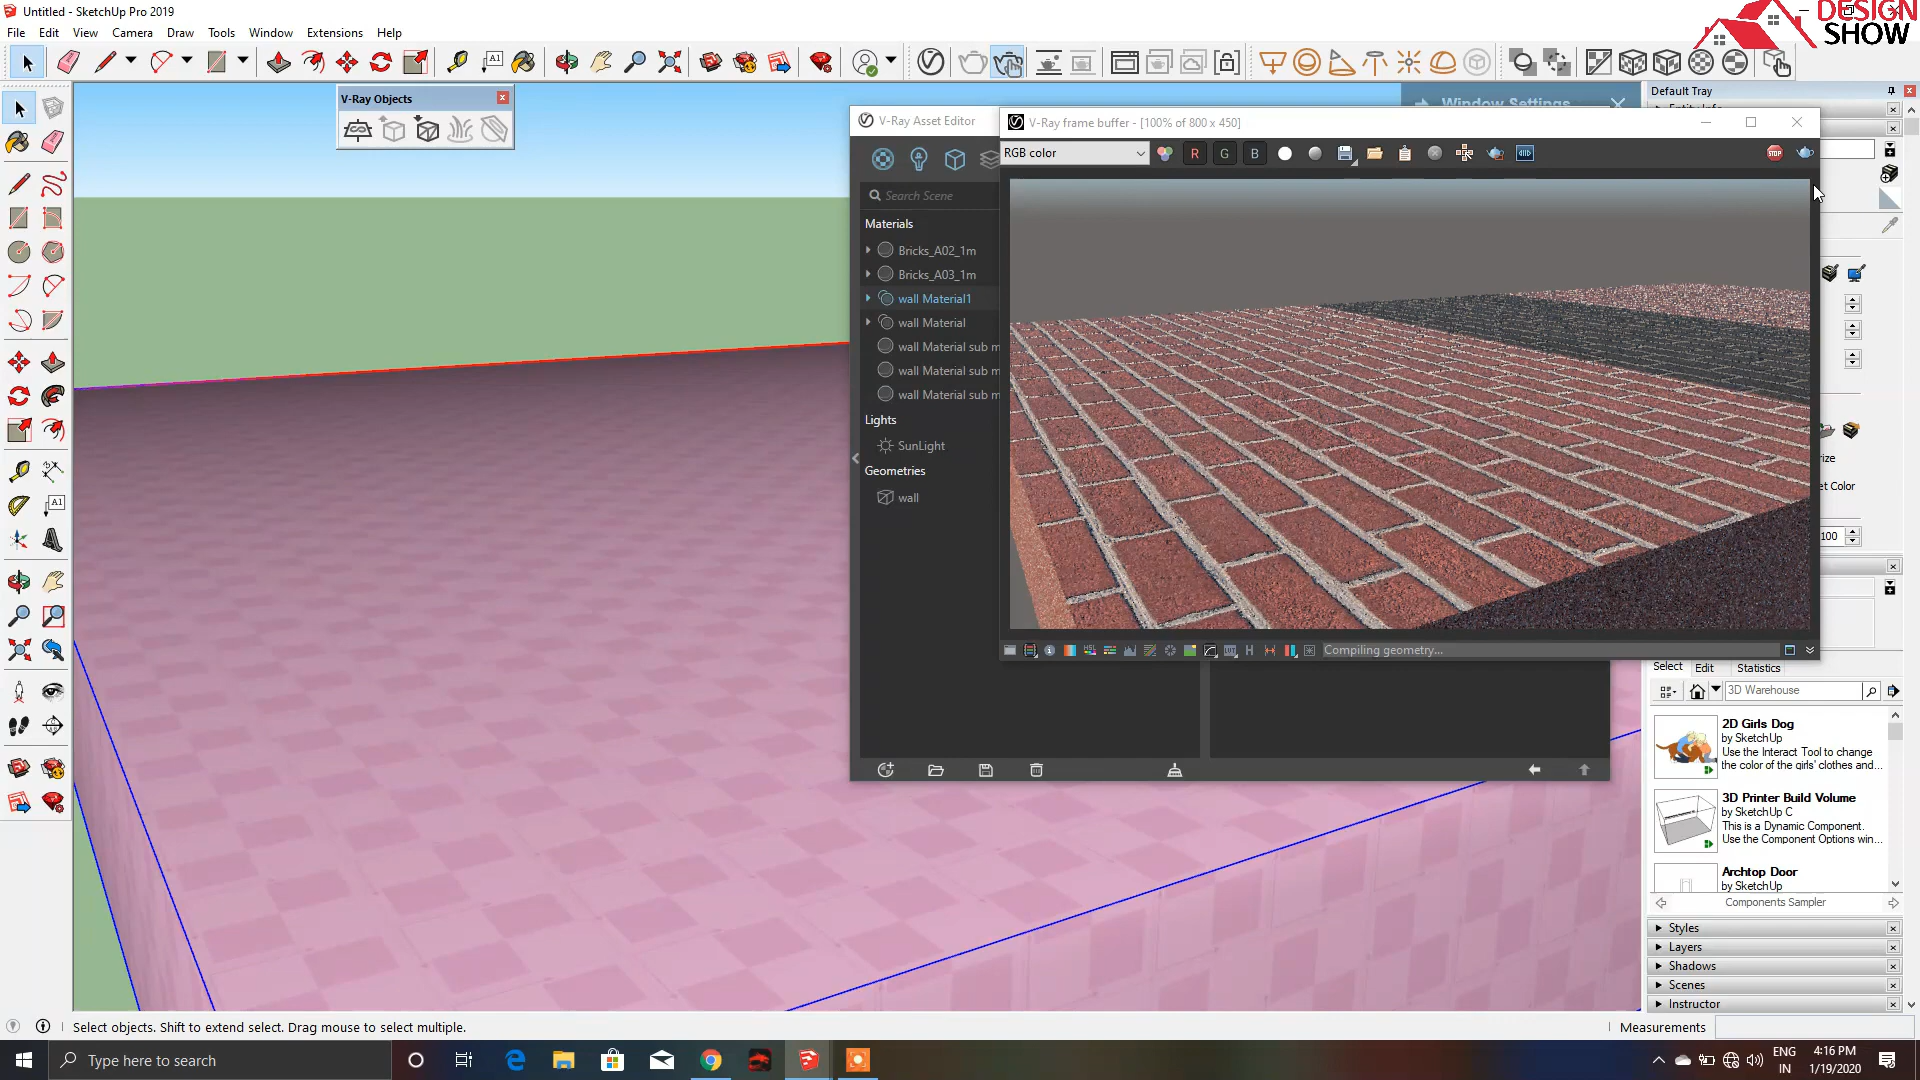 Untitled - SketchUp Pro 2019
DESIGN
SHOW
File Edit View Camera Draw Tools Window Extensions Help
Default Tray
V-Ray Objects
Window Settings
V-Ray Asset Editor
V-Ray frame buffer - [100% of 800 x 450]
RGB color
R G B
STOP
Search Scene
Materials
Bricks_A02_1m
Bricks_A03_1m
wall Material1
wall Material
wall Material sub m
wall Material sub m
wall Material sub m
Lights
SunLight
Geometries
wall
et Color
100
Compiling geometry...
Select Edit Statistics
3D Warehouse
2D Girls Dog
by SketchUp
Use the Interact Tool to change
the color of the girls' clothes and...
3D Printer Build Volume
by SketchUp C
This is a Dynamic Component.
Use the Component Options win...
Archtop Door
by SketchUp
Components Sampler
Styles
Layers
Shadows
Scenes
Instructor
Select objects. Shift to extend select. Drag mouse to select multiple.
Measurements
Type here to search
ENG
IN
4:16 PM
1/19/2020